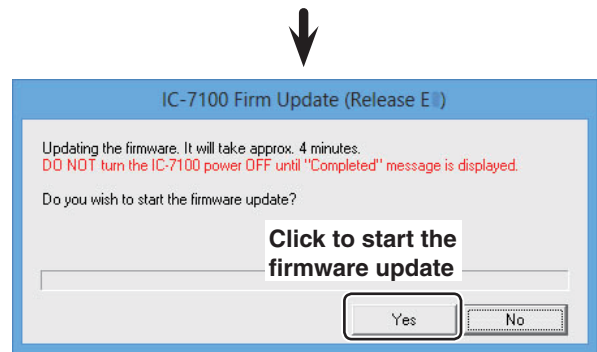 IC-7100 Firm Update (Release E )
Updating the firmware. It will take approx. 4 minutes.
DO NOT turn the IC-7100 power OFF until "Completed" message is displayed.
Do you wish to start the firmware update?
Click to start the
firmware update
Yes
No